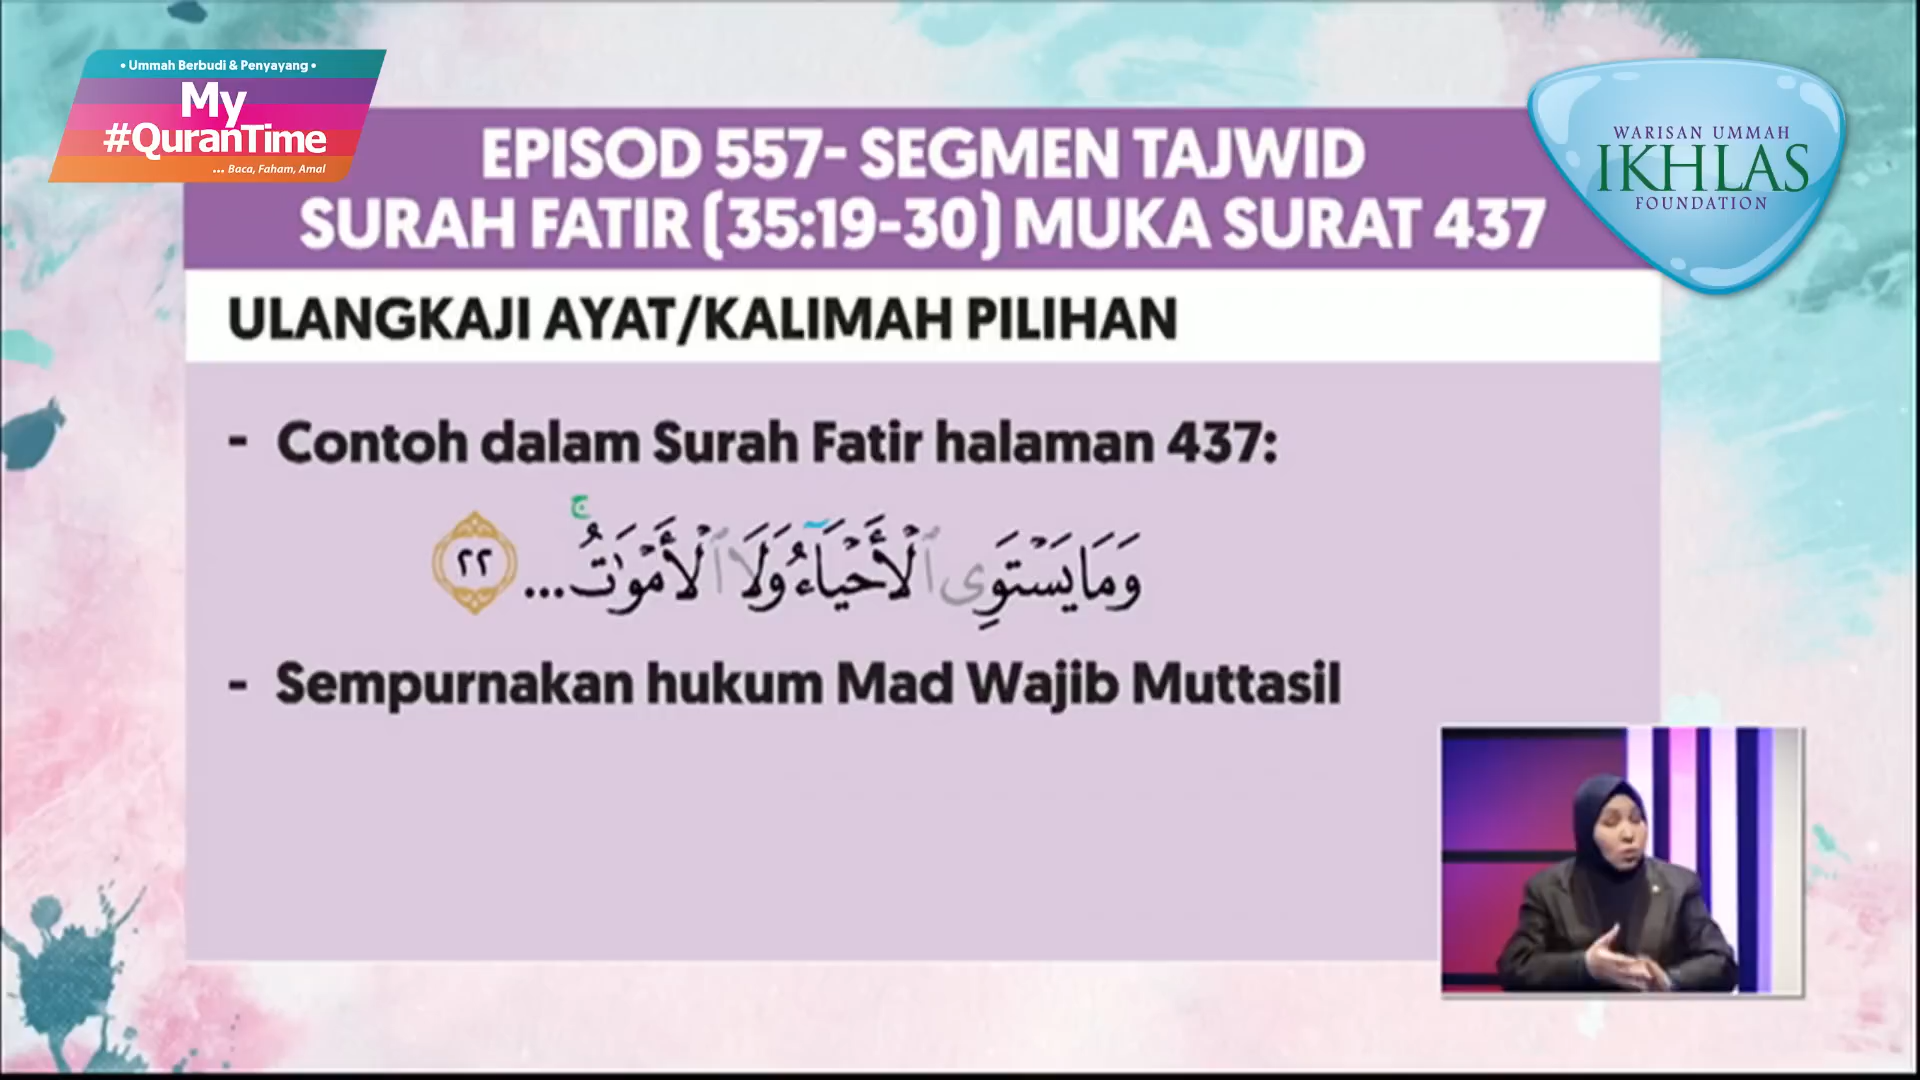 • Ummah Berbudi & Penyayang •
My
#QuranTime
... Baca, Faham, Amal
WARISAN UMMAH
IKHLAS
FOUNDATION
EPISOD 557- SEGMEN TAJWID
SURAH FATIR (35:19-30) MUKA SURAT 437
ULANGKAJI AYAT/KALIMAH PILIHAN
- Contoh dalam Surah Fatir halaman 437:
وَمَا يَسْتَوِى ٱلْأَحْيَآءُ وَلَا ٱلْأَمْوَٰتُ ۚ ... ٢٢
- Sempurnakan hukum Mad Wajib Muttasil